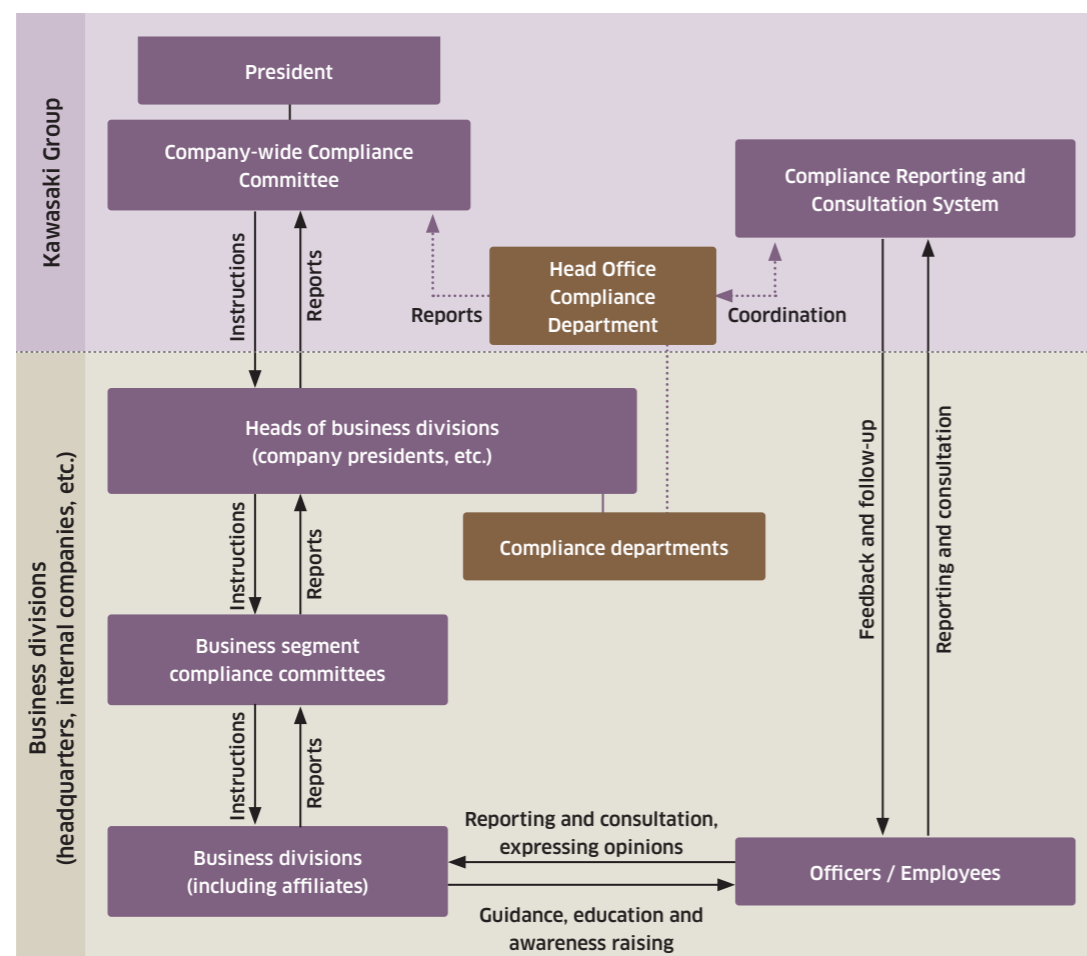 Kawasaki Group
President
Company-wide Compliance
Committee
Compliance Reporting and
Consultation System
Head Office
Compliance
Department
Reports
Coordination
Instructions
Reports
Business divisions
(headquarters, internal companies, etc.)
Heads of business divisions
(company presidents, etc.)
Compliance departments
Instructions
Reports
Feedback and follow-up
Reporting and consultation
Business segment
compliance committees
Instructions
Reports
Business divisions
(including affiliates)
Reporting and consultation,
expressing opinions
Guidance, education and
awareness raising
Officers / Employees